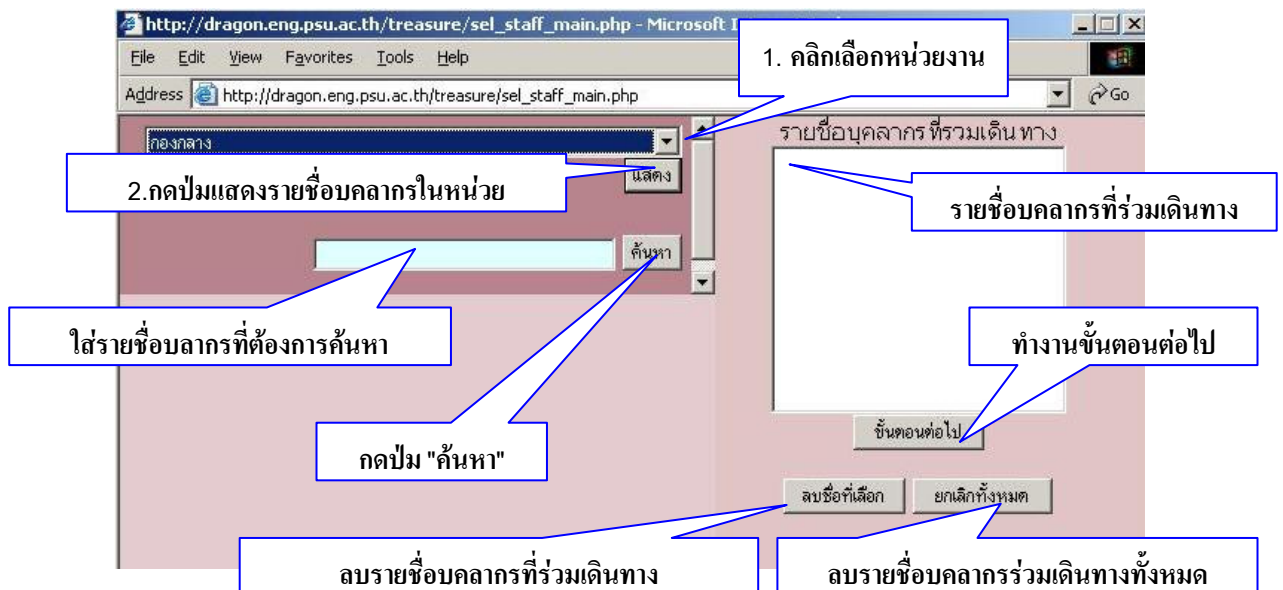 http://dragon.eng.psu.ac.th/treasure/sel_staff_main.php - Microsoft I
File Edit View Favorites Tools Help
1. คลิกเลือกหน่วยงาน
Address http://dragon.eng.psu.ac.th/treasure/sel_staff_main.php Go
กองกลาง
รายชื่อบุคลากรที่รวมเดินทาง
2.กดปุ่มแสดงรายชื่อบคลากรในหน่วย
แสดง
รายชื่อบคลากรที่ร่วมเดินทาง
ค้นหา
ใส่รายชื่อบลากรที่ต้องการค้นหา
ทำงานขั้นตอนต่อไป
ขั้นตอนต่อไป
กดปุ่ม "ค้นหา"
ลบชื่อที่เลือก ยกเลิกทั้งหมด
ลบรายชื่อบคลากรที่ร่วมเดินทาง
ลบรายชื่อบคลากรร่วมเดินทางทั้งหมด